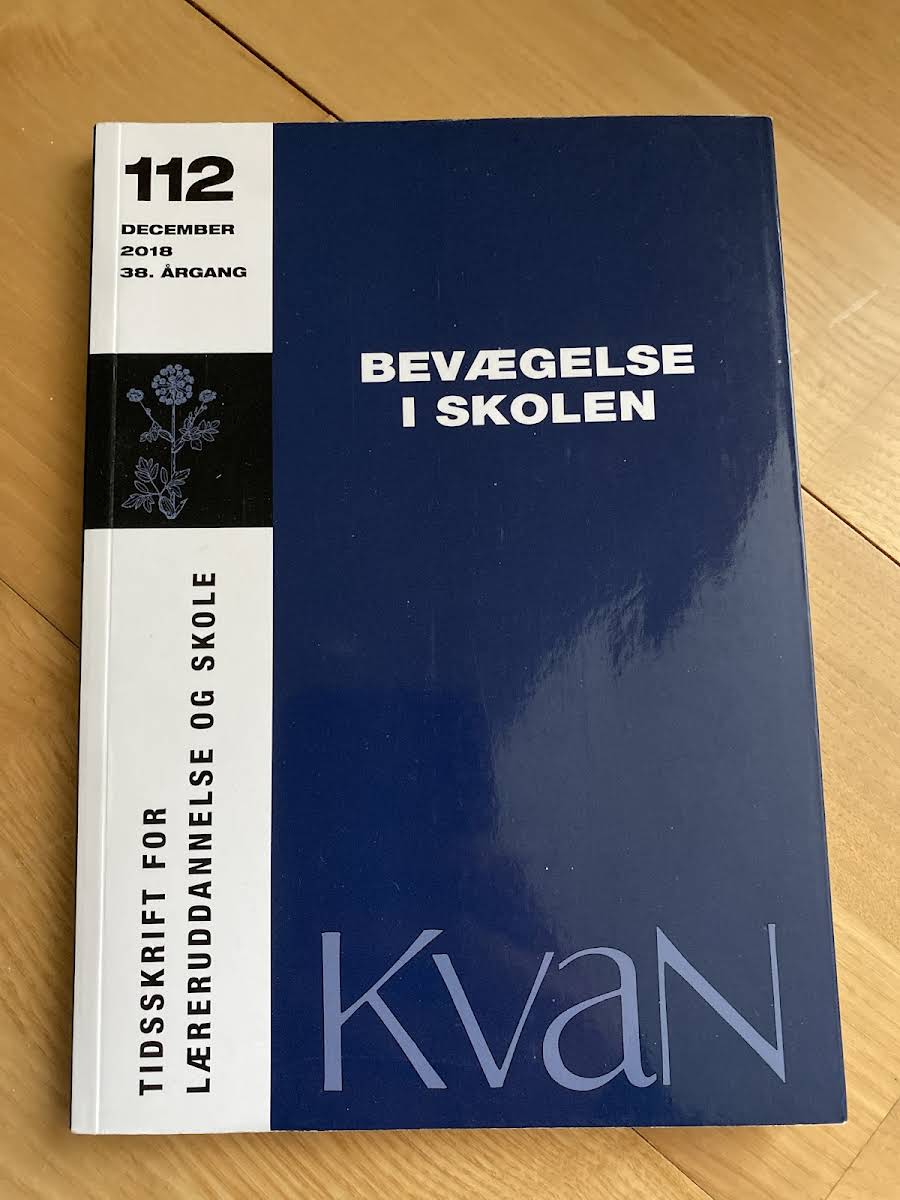 112
DECEMBER
2018
38. ÅRGANG
BEVÆGELSE
I SKOLEN
TIDSSKRIFT FOR
LÆRERUDDANNELSE OG SKOLE
KvaN